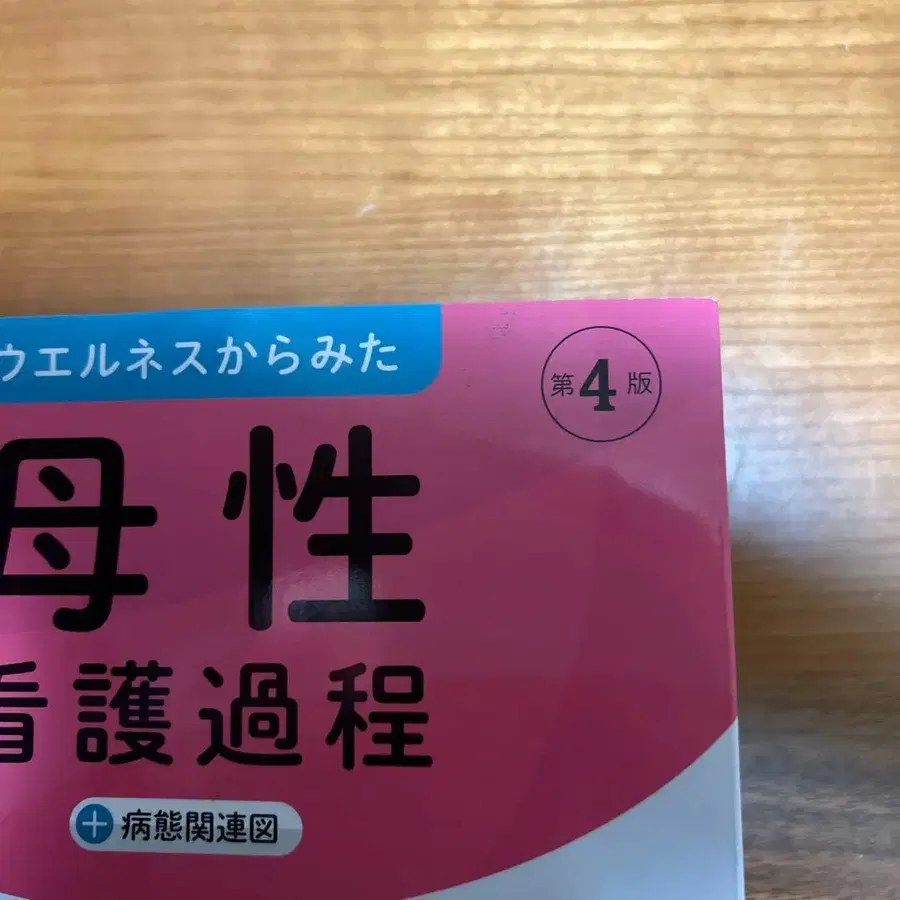 ウエルネスからみた
第4版
母性
看護過程
+病態関連図